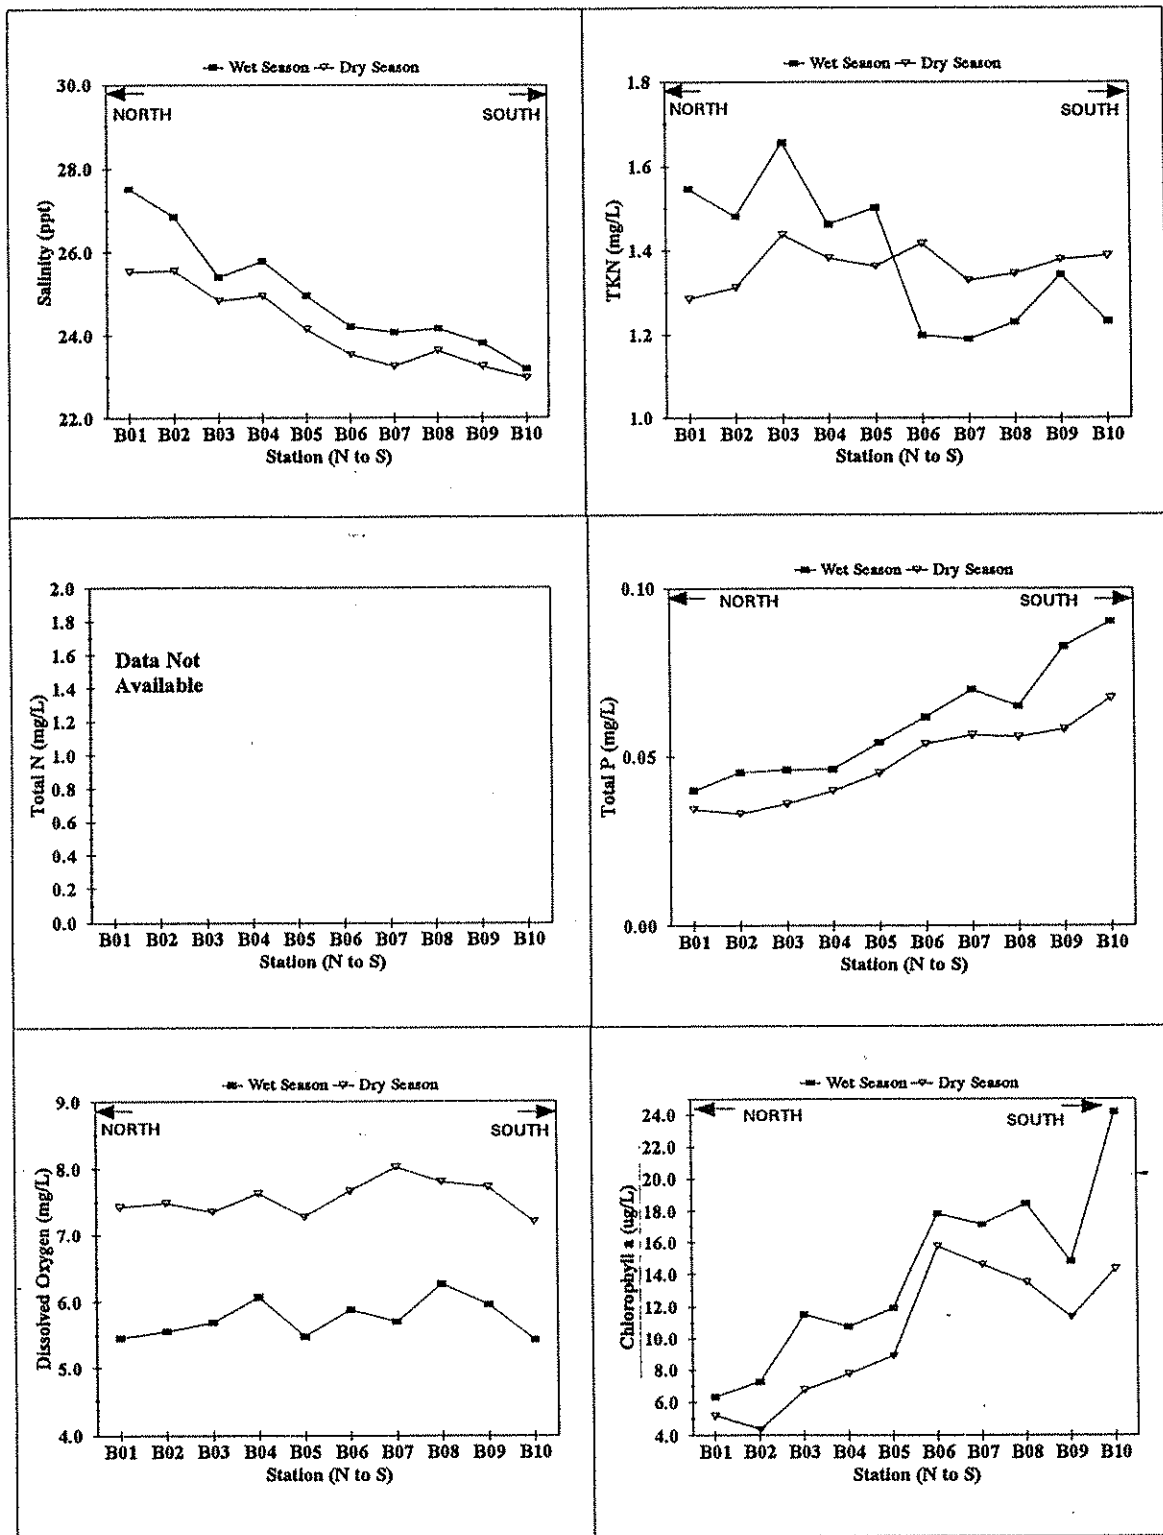 Wet Season Dry Season
30.0
NORTH SOUTH
28.0
26.0
24.0
22.0
Salinity (ppt)
B01 B02 B03 B04 B05 B06 B07 B08 B09 B10
Station (N to S)
Wet Season Dry Season
1.8
NORTH SOUTH
1.6
1.4
1.2
1.0
TKN (mg/L)
B01 B02 B03 B04 B05 B06 B07 B08 B09 B10
Station (N to S)
2.0
1.8
1.6
1.4
1.2
1.0
0.8
0.6
0.4
0.2
0.0
Total N (mg/L)
Data Not
Available
B01 B02 B03 B04 B05 B06 B07 B08 B09 B10
Station (N to S)
Wet Season Dry Season
0.10
NORTH SOUTH
0.05
0.00
Total P (mg/L)
B01 B02 B03 B04 B05 B06 B07 B08 B09 B10
Station (N to S)
Wet Season Dry Season
9.0
NORTH SOUTH
8.0
7.0
6.0
5.0
4.0
Dissolved Oxygen (mg/L)
B01 B02 B03 B04 B05 B06 B07 B08 B09 B10
Station (N to S)
Wet Season Dry Season
24.0
NORTH SOUTH
22.0
20.0
18.0
16.0
14.0
12.0
10.0
8.0
6.0
4.0
Chlorophyll a (ug/L)
B01 B02 B03 B04 B05 B06 B07 B08 B09 B10
Station (N to S)